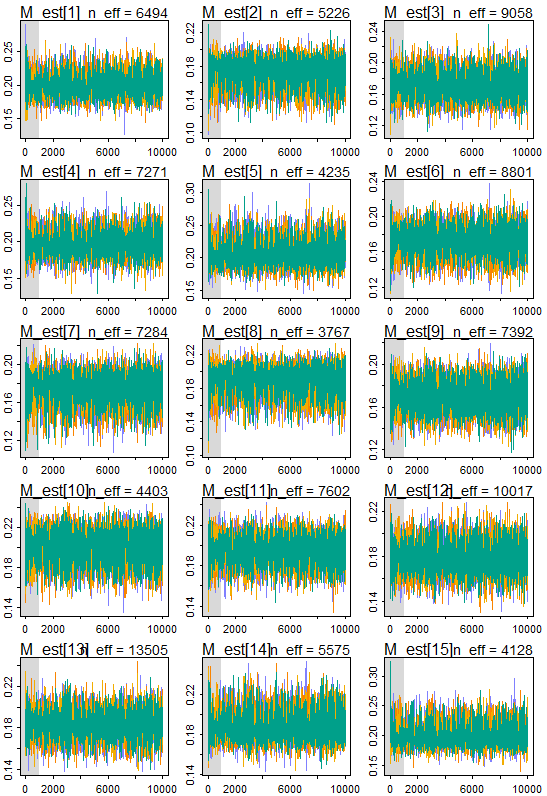 M_est[1] n_eff = 6494 M_est[2] n_eff = 5226 M_est[3] n_eff = 9058
0.15 0.20 0.25
0.10 0.14 0.18 0.22
0.12 0.16 0.20 0.24
0 2000 6000 10000 0 2000 6000 10000 0 2000 6000 10000
M_est[4] n_eff = 7271 M_est[5] n_eff = 4235 M_est[6] n_eff = 8801
0.15 0.20 0.25
0.15 0.20 0.25 0.30
0.12 0.16 0.20 0.24
0 2000 6000 10000 0 2000 6000 10000 0 2000 6000 10000
M_est[7] n_eff = 7284 M_est[8] n_eff = 3767 M_est[9] n_eff = 7392
0.12 0.16 0.20
0.10 0.14 0.18 0.22
0.12 0.16 0.20
0 2000 6000 10000 0 2000 6000 10000 0 2000 6000 10000
M_est[10] n_eff = 4403 M_est[11] n_eff = 7602 M_est[12] n_eff = 10017
0.14 0.18 0.22
0.14 0.18 0.22
0.14 0.18 0.22
0 2000 6000 10000 0 2000 6000 10000 0 2000 6000 10000
M_est[13] n_eff = 13505 M_est[14] n_eff = 5575 M_est[15] n_eff = 4128
0.14 0.18 0.22
0.14 0.18 0.22
0.15 0.20 0.25 0.30
0 2000 6000 10000 0 2000 6000 10000 0 2000 6000 10000